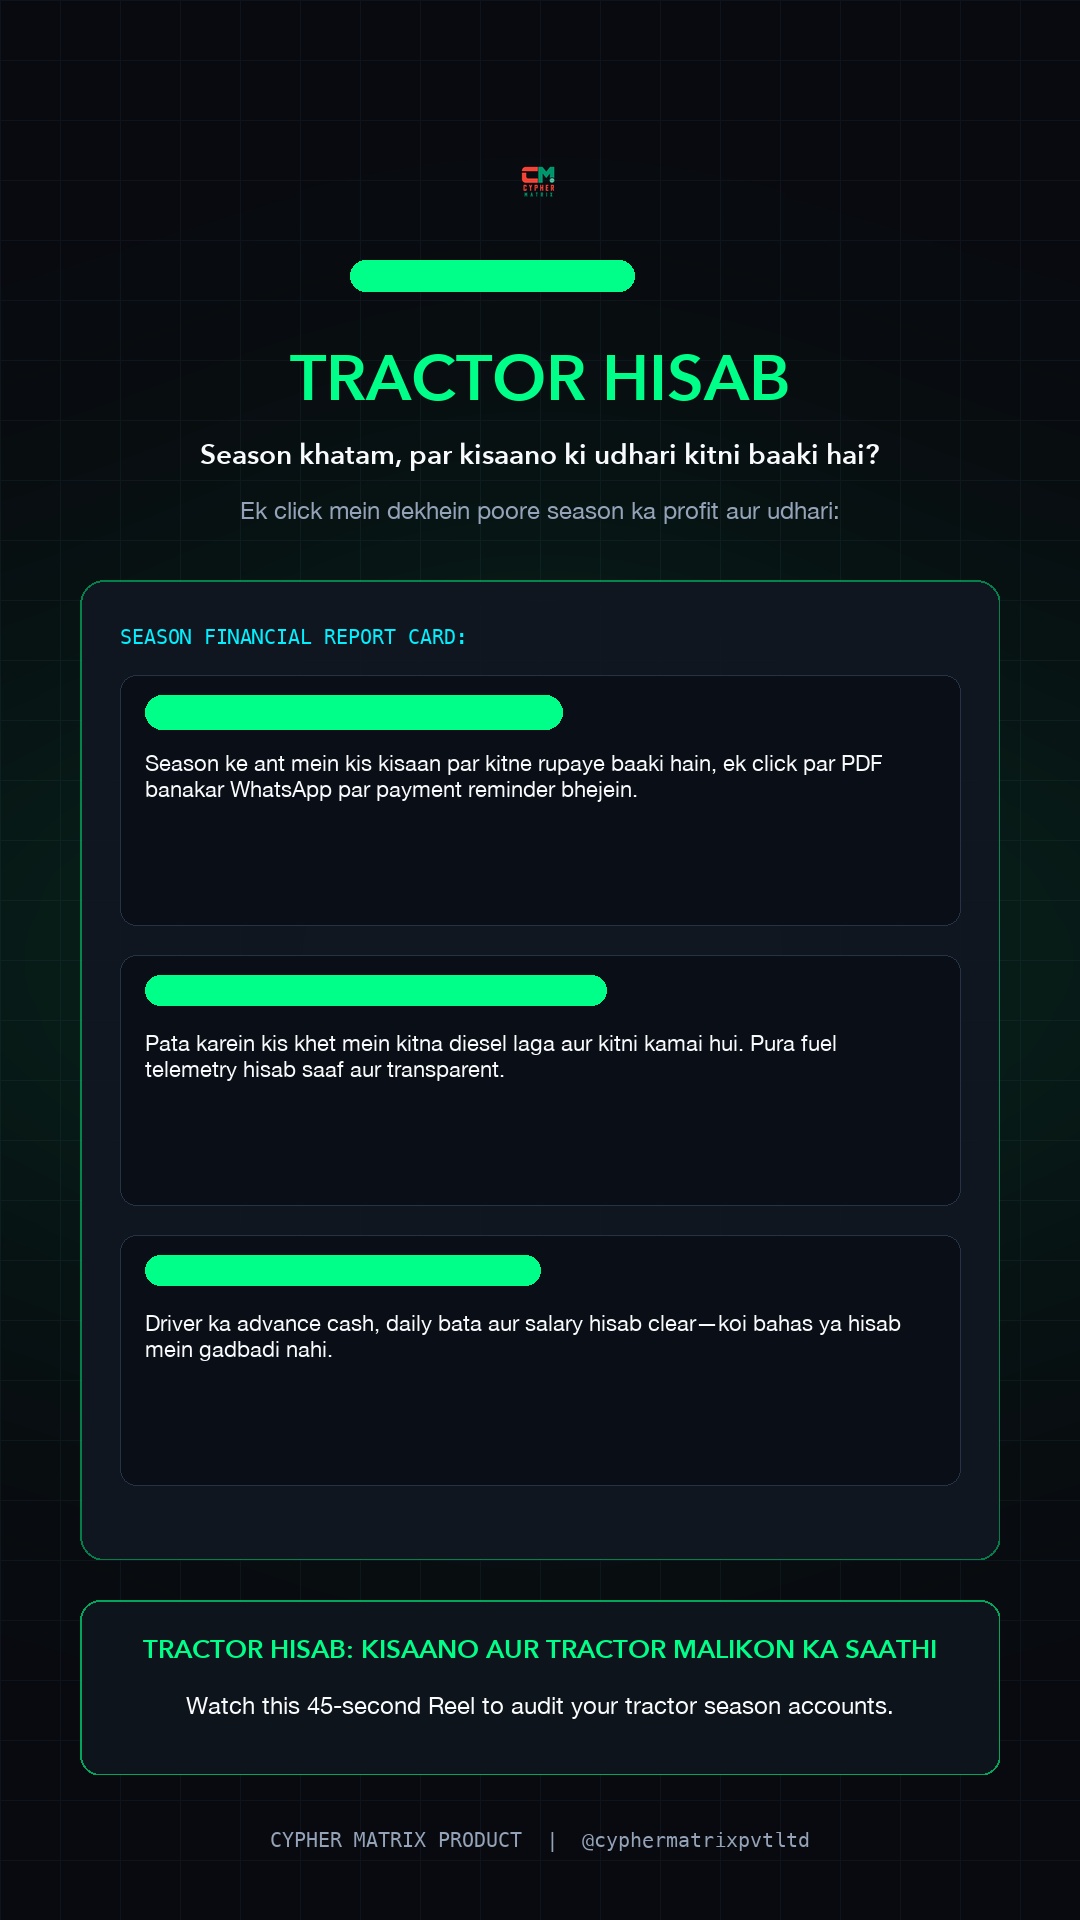 CM
CYPHER
MATRIX
TRACTOR HISAB
Season khatam, par kisaano ki udhari kitni baaki hai?
Ek click mein dekhein poore season ka profit aur udhari:
SEASON FINANCIAL REPORT CARD:
Season ke ant mein kis kisaan par kitne rupaye baaki hain, ek click par PDF
banakar WhatsApp par payment reminder bhejein.
Pata karein kis khet mein kitna diesel laga aur kitni kamai hui. Pura fuel
telemetry hisab saaf aur transparent.
Driver ka advance cash, daily bata aur salary hisab clear—koi bahas ya hisab
mein gadbadi nahi.
TRACTOR HISAB: KISAANO AUR TRACTOR MALIKON KA SAATHI
Watch this 45-second Reel to audit your tractor season accounts.
CYPHER MATRIX PRODUCT | @cyphermatrixpvtltd